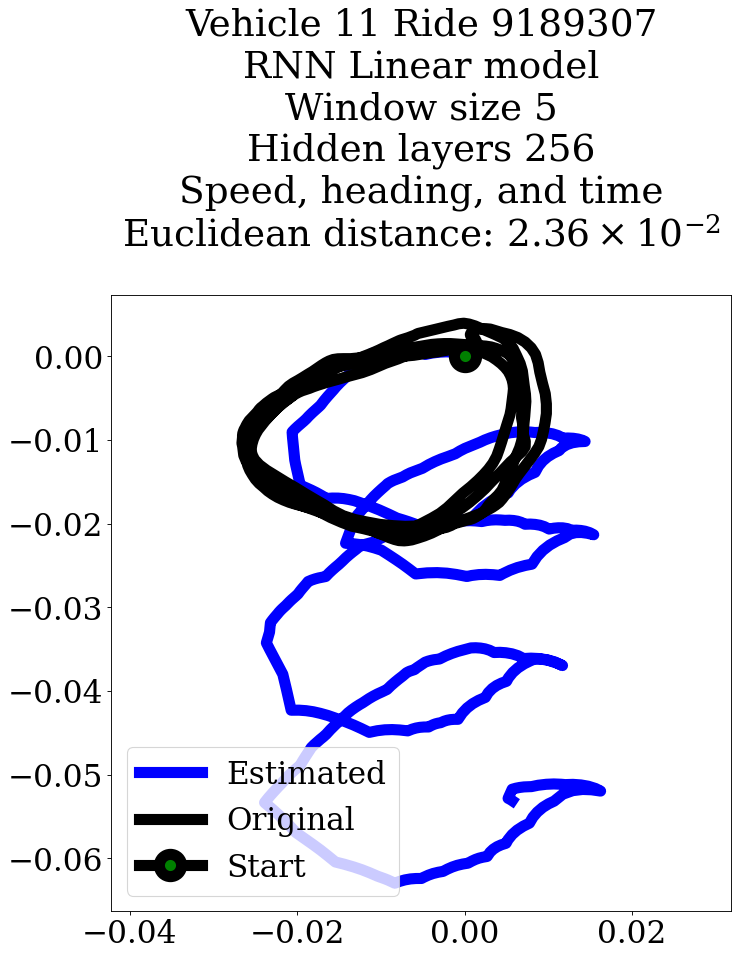 Vehicle 11 Ride 9189307
RNN Linear model
Window size 5
Hidden layers 256
Speed, heading, and time
Euclidean distance: 2.36 × 10⁻²
0.00
−0.01
−0.02
−0.03
−0.04
−0.05
−0.06
Estimated
Original
Start
−0.04
−0.02
0.00
0.02